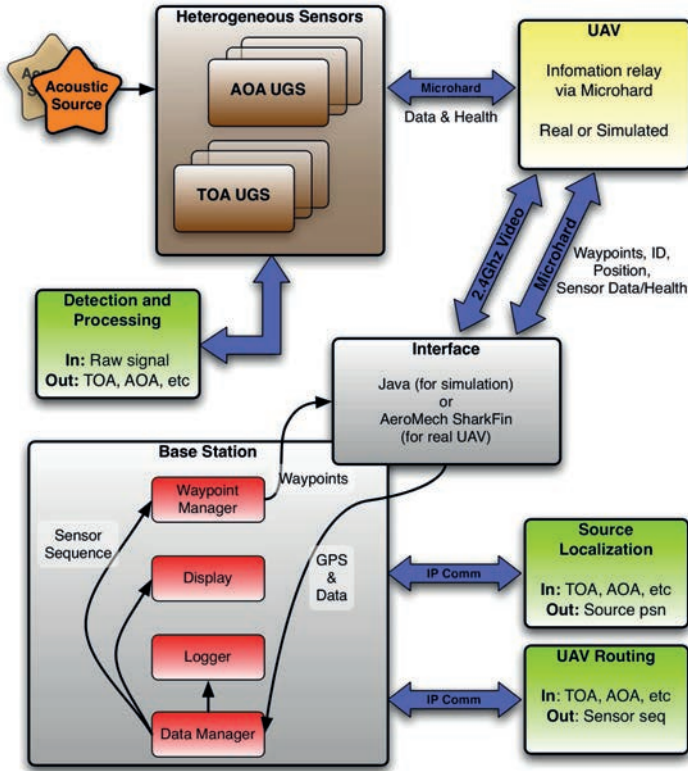 Heterogeneous Sensors
Acoustic
Source
AOA UGS
TOA UGS
Microhard
Data & Health
UAV
Infomation relay
via Microhard
Real or Simulated
2.4Ghz Video
Microhard
Waypoints, ID,
Position,
Sensor Data/Health
Detection and
Processing
In: Raw signal
Out: TOA, AOA, etc
Interface
Java (for simulation)
or
AeroMech SharkFin
(for real UAV)
Base Station
Waypoint
Manager
Waypoints
Sensor
Sequence
Display
GPS
&
Data
Logger
Data Manager
IP Comm
Source
Localization
In: TOA, AOA, etc
Out: Source psn
IP Comm
UAV Routing
In: TOA, AOA, etc
Out: Sensor seq